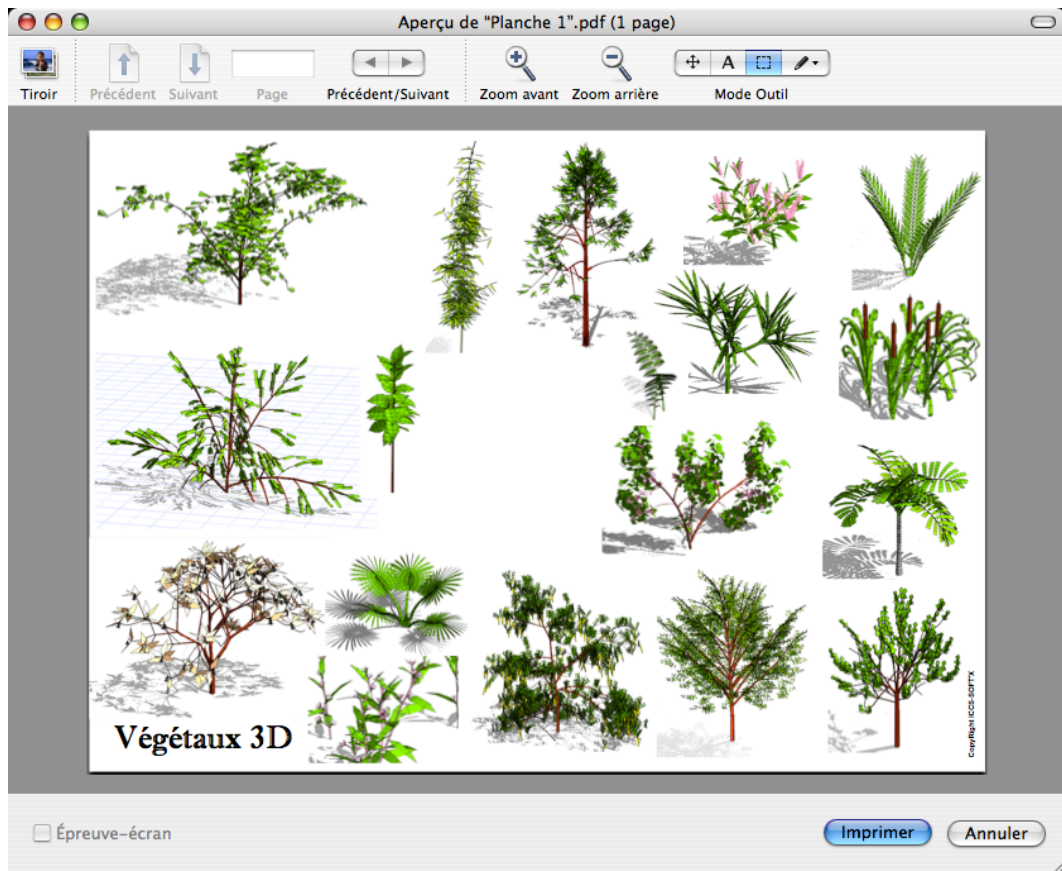 Aperçu de "Planche 1".pdf (1 page)
Tiroir
Précédent
Suivant
Page
Précédent/Suivant
Zoom avant
Zoom arrière
A
Mode Outil
Végétaux 3D
CopyRight ICCS-SOFTX
Épreuve-écran
Imprimer
Annuler